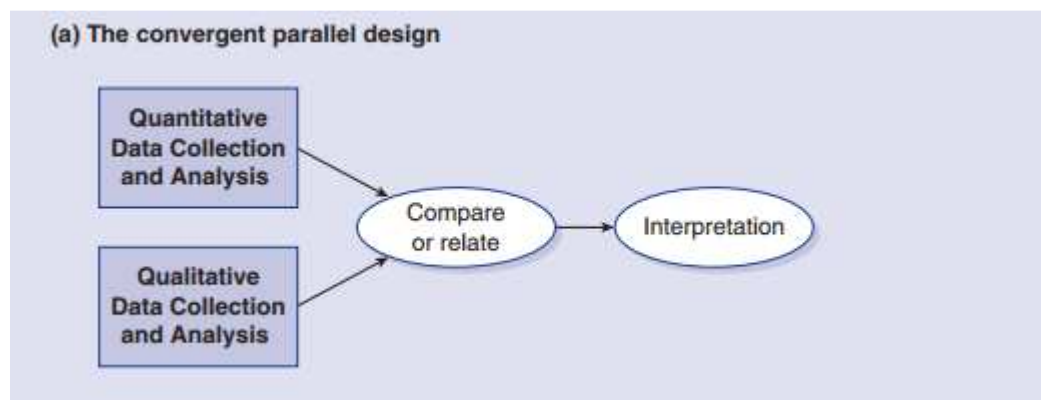 (a) The convergent parallel design
Quantitative
Data Collection
and Analysis
Compare
or relate
Interpretation
Qualitative
Data Collection
and Analysis